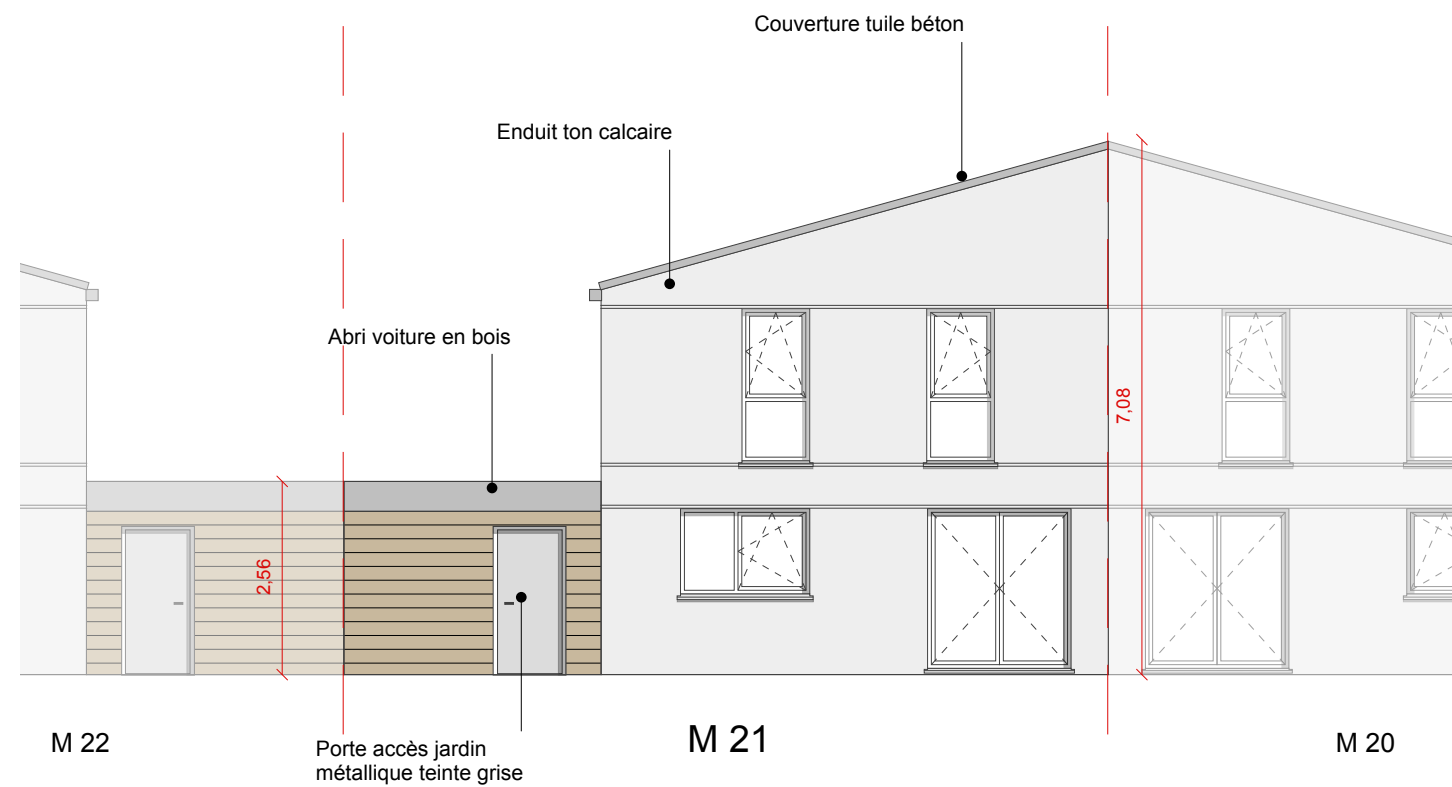 Couverture tuile béton
Enduit ton calcaire
Abri voiture en bois
7,08
2,56
M 22
Porte accès jardin
métallique teinte grise
M 21
M 20